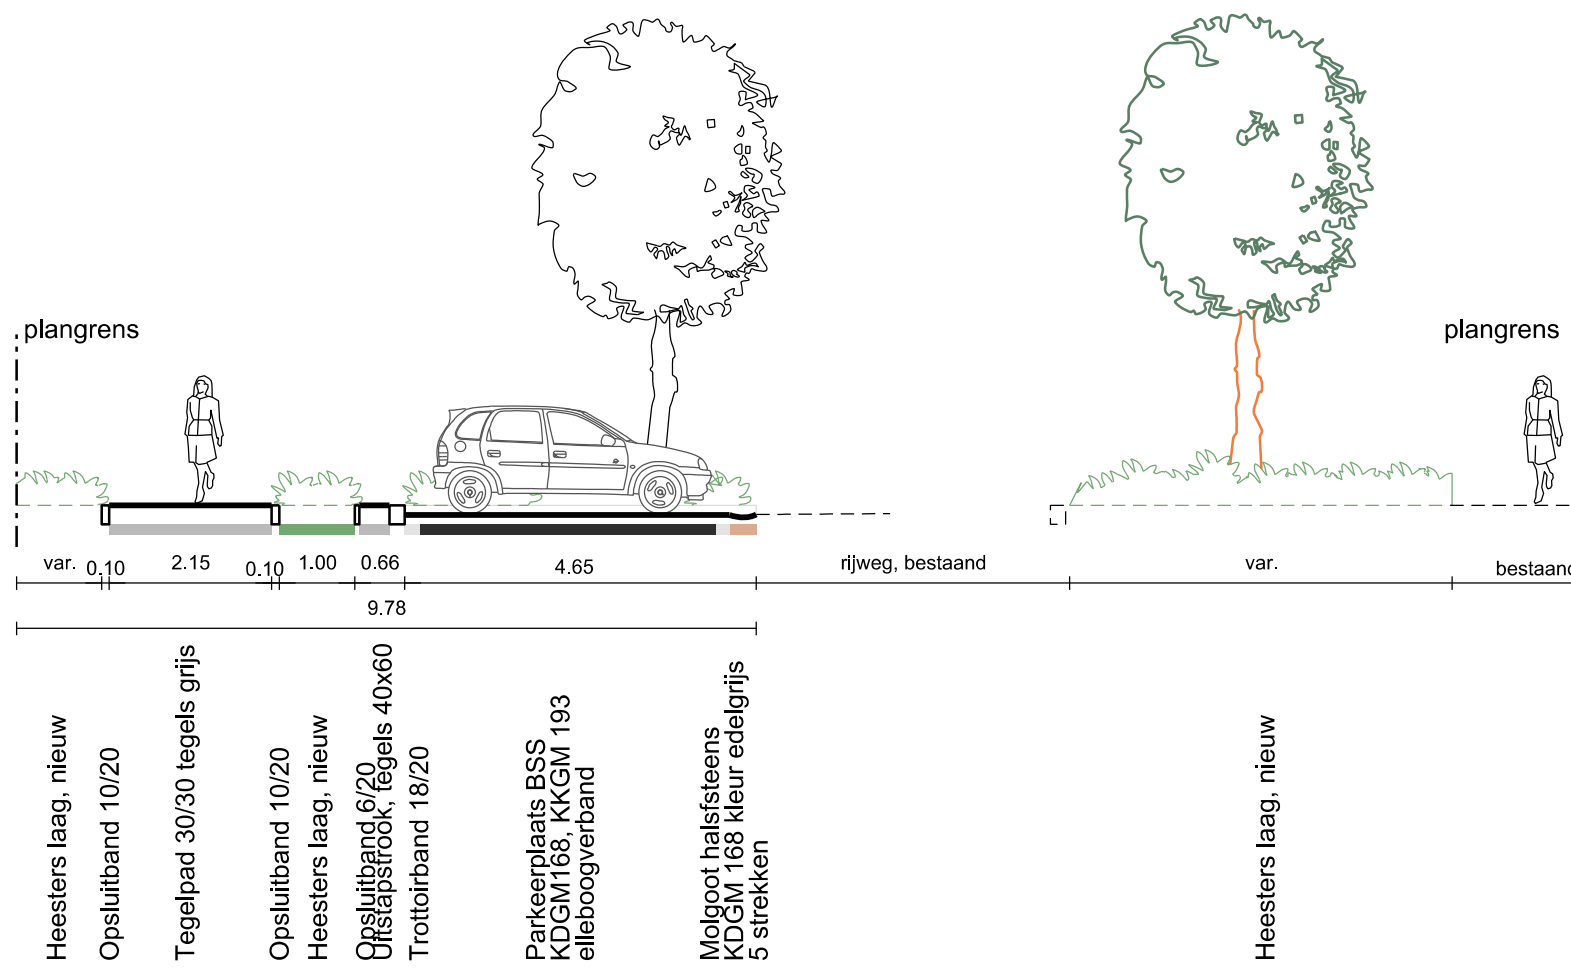 plangrens
plangrens
var.
0.10
2.15
0.10
1.00
0.66
4.65
rijweg, bestaand
var.
bestaand
9.78
Heesters laag, nieuw
Opsluitband 10/20
Tegelpad 30/30 tegels grijs
Opsluitband 10/20
Heesters laag, nieuw
Opsluitband 6/20
Uitstapstrook, tegels 40x60
Trottoirband 18/20
Parkeerplaats BSS
KDGM168, KKGM 193
elleboogverband
Molgoot halsfsteens
KDGM 168 kleur edelgrijs
5 strekken
Heesters laag, nieuw